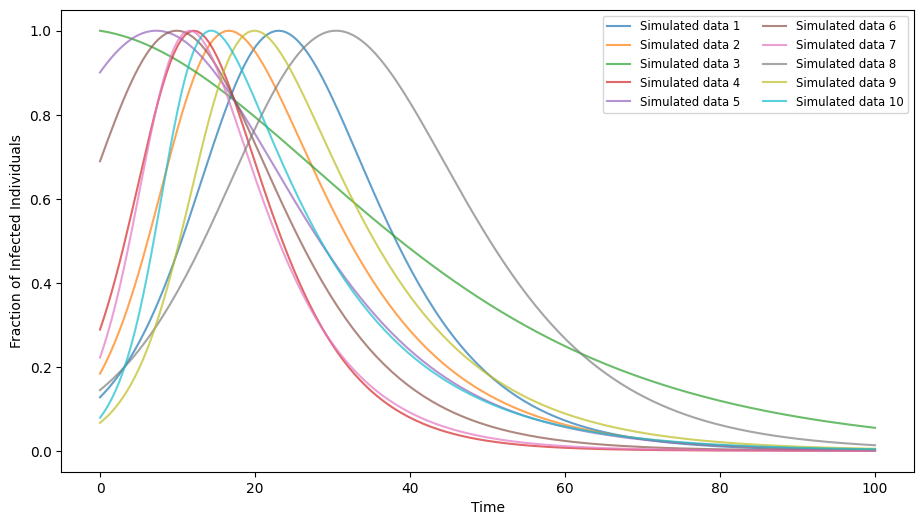 Fraction of Infected Individuals
1.0
0.8
0.6
0.4
0.2
0.0
0
20
40
60
80
100
Time
Simulated data 1
Simulated data 2
Simulated data 3
Simulated data 4
Simulated data 5
Simulated data 6
Simulated data 7
Simulated data 8
Simulated data 9
Simulated data 10